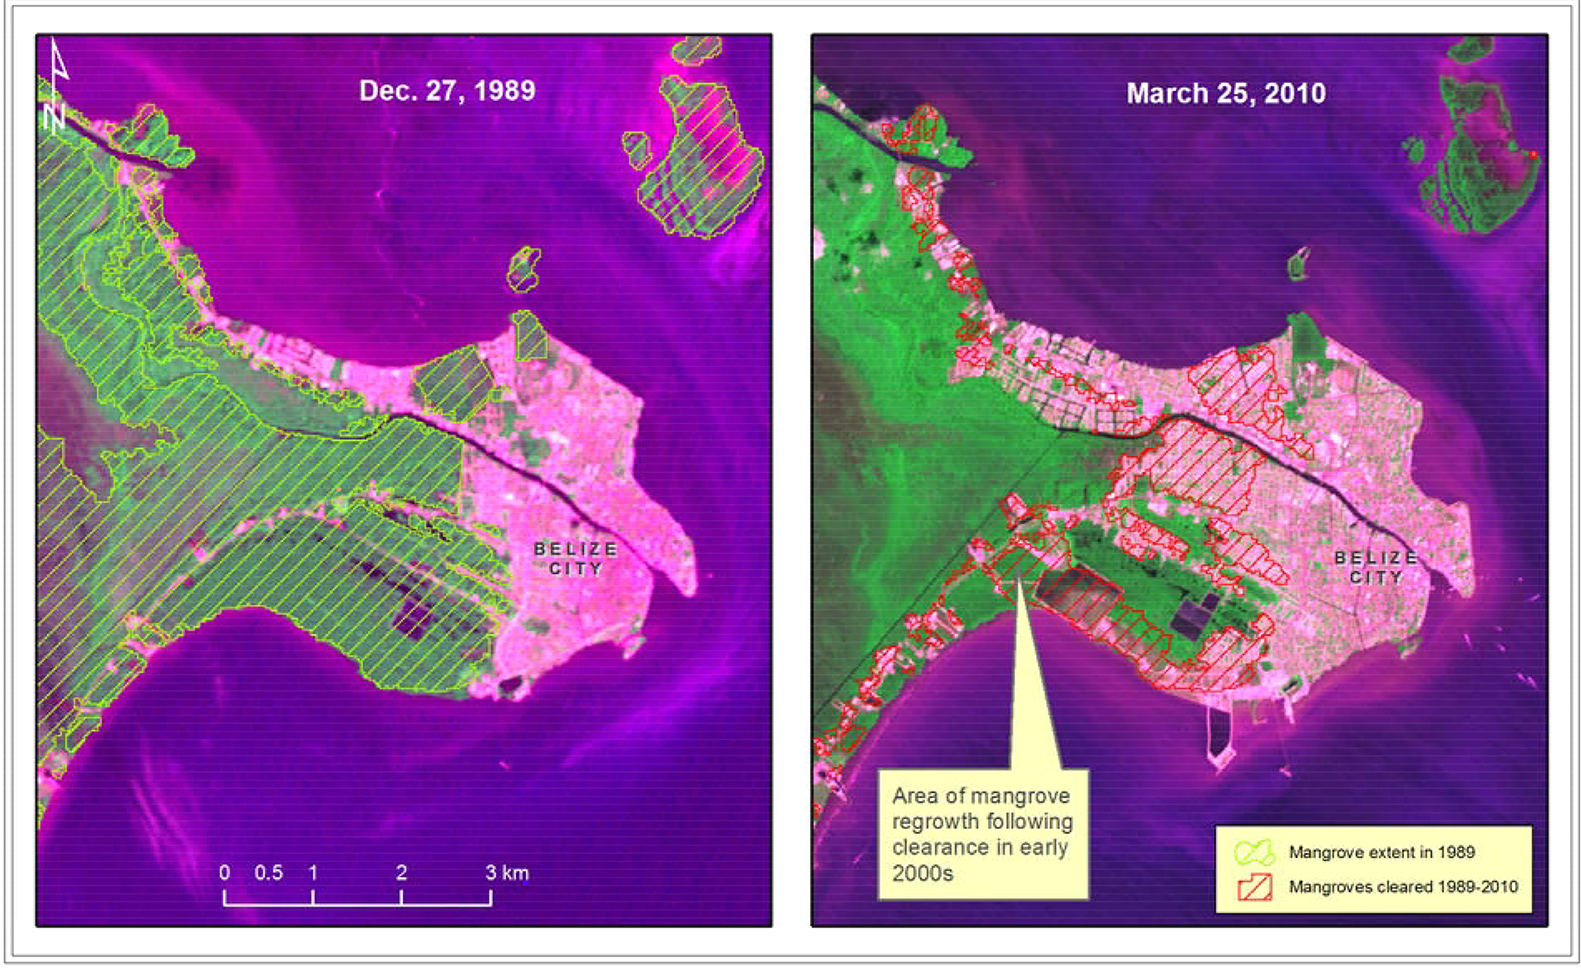 N
Dec. 27, 1989
BELIZE
CITY
0 0.5 1 2 3 km
March 25, 2010
BELIZE
CITY
Area of mangrove
regrowth following
clearance in early
2000s
Mangrove extent in 1989
Mangroves cleared 1989-2010